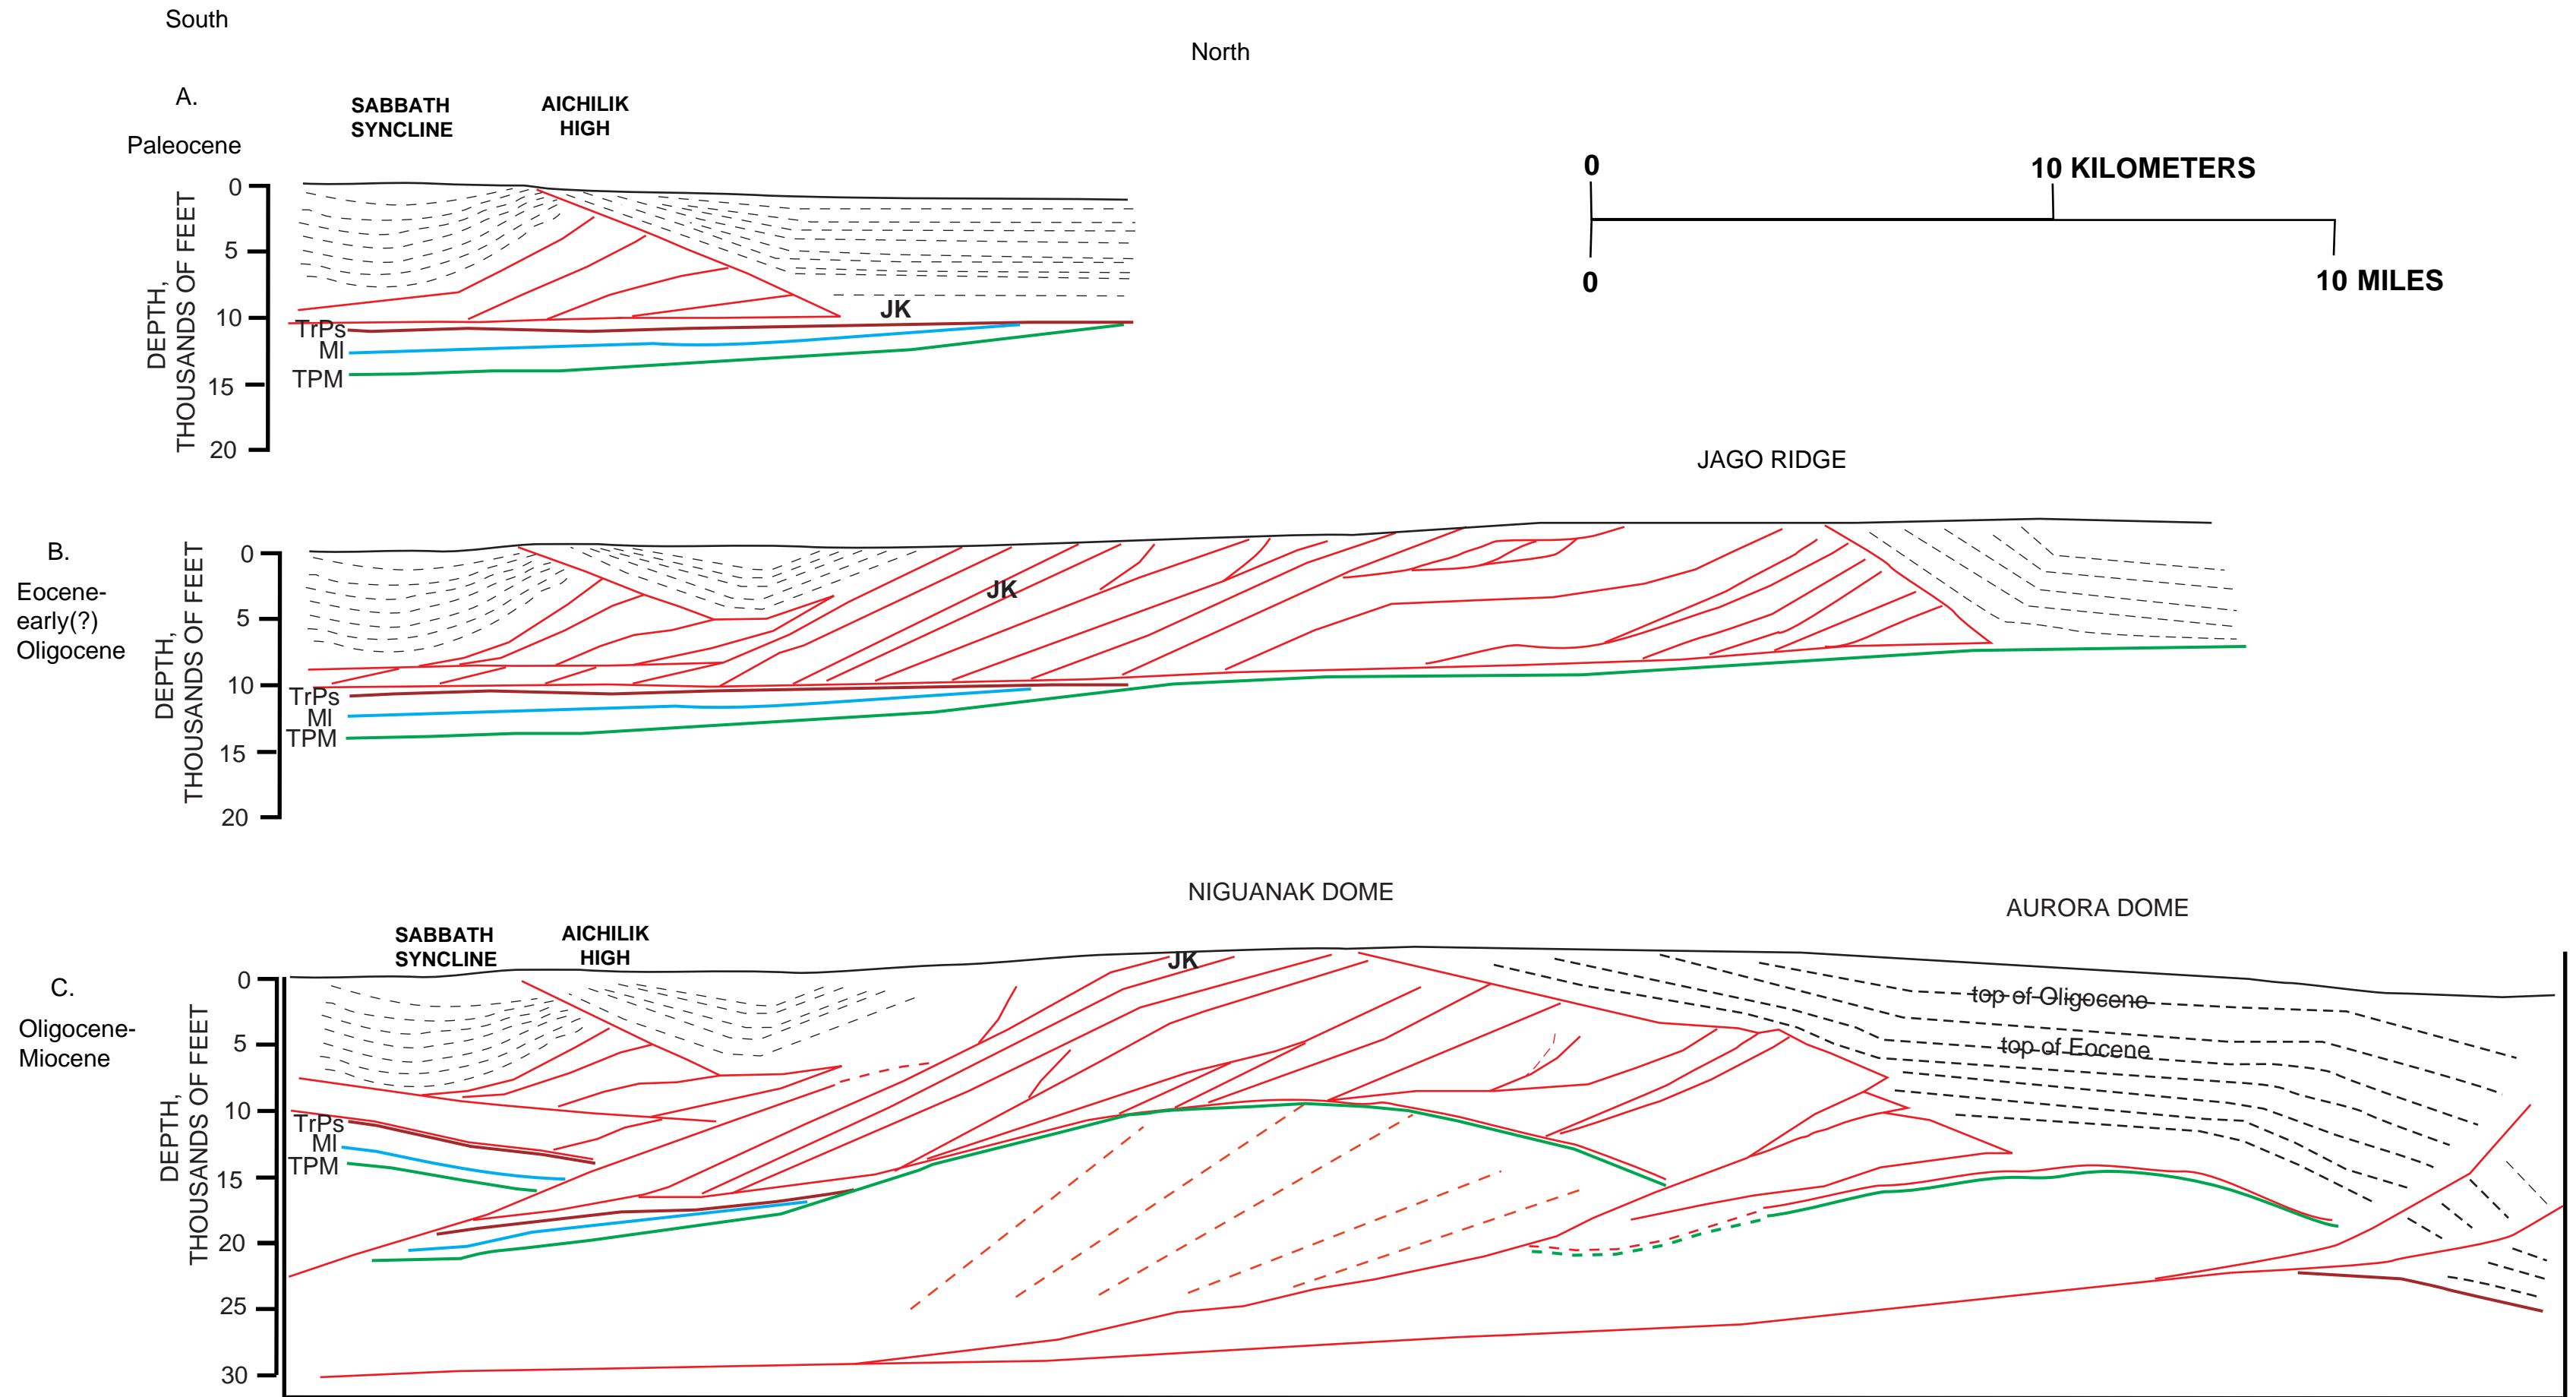 South
North
A.
Paleocene
SABBATH
SYNCLINE
AICHILIK
HIGH
0
10 KILOMETERS
0
10 MILES
DEPTH,
THOUSANDS OF FEET
0
5
10
15
20
TrPs
MI
TPM
JK
JAGO RIDGE
B.
Eocene-
early(?)
Oligocene
DEPTH,
THOUSANDS OF FEET
0
5
10
15
20
TrPs
MI
TPM
JK
NIGUANAK DOME
AURORA DOME
SABBATH
SYNCLINE
AICHILIK
HIGH
C.
Oligocene-
Miocene
DEPTH,
THOUSANDS OF FEET
0
5
10
15
20
25
30
TrPs
MI
TPM
JK
top of Oligocene
top of Eocene